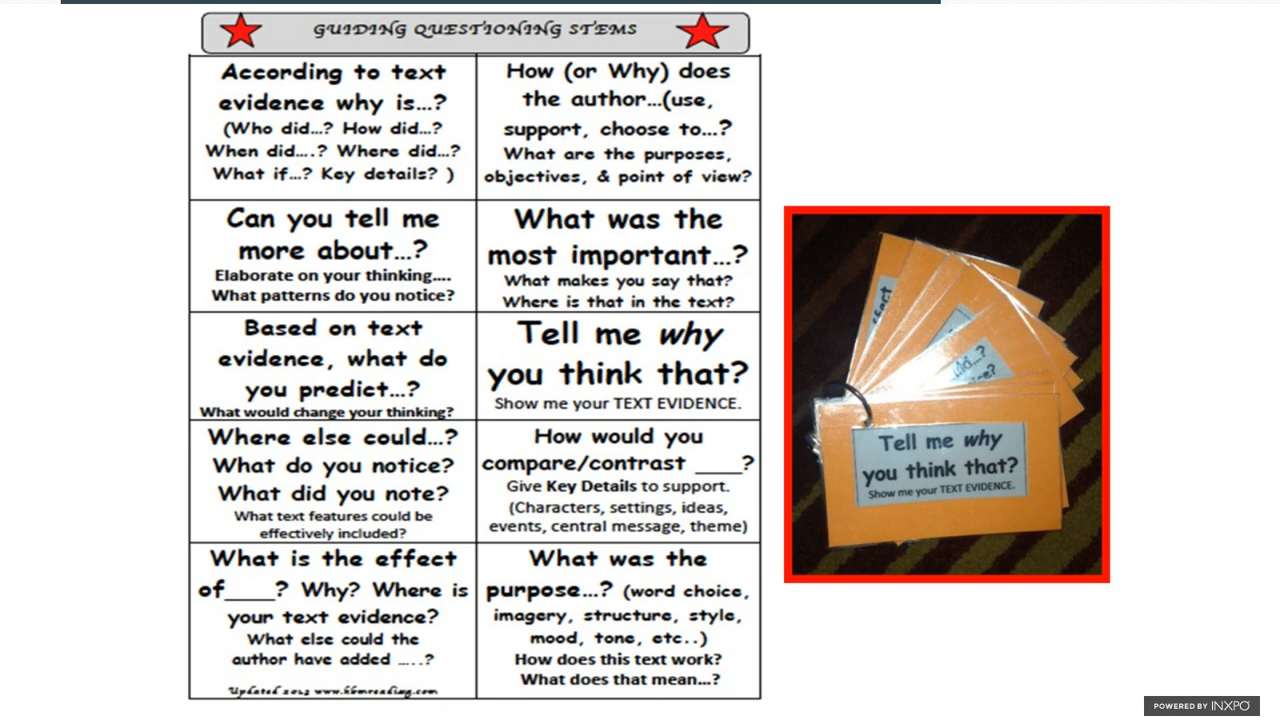 GUIDING QUESTIONING STEMS
According to text
evidence why is...?
(Who did...? How did...?
When did....? Where did...?
What if...? Key details? )
How (or Why) does
the author...(use,
support, choose to...?
What are the purposes,
objectives, & point of view?
Can you tell me
more about...?
Elaborate on your thinking....
What patterns do you notice?
What was the
most important...?
What makes you say that?
Where is that in the text?
Based on text
evidence, what do
you predict...?
What would change your thinking?
Tell me why
you think that?
Show me your TEXT EVIDENCE.
Where else could...?
What do you notice?
What did you note?
What text features could be
effectively included?
How would you
compare/contrast ____?
Give Key Details to support.
(Characters, settings, ideas,
events, central message, theme)
What is the effect
of____? Why? Where is
your text evidence?
What else could the
author have added .....?
Updated 2012 www.hbmreading.com
What was the
purpose...? (word choice,
imagery, structure, style,
mood, tone, etc..)
How does this text work?
What does that mean...?
Tell me why
you think that?
Show me your TEXT EVIDENCE.
POWERED BY INXPO